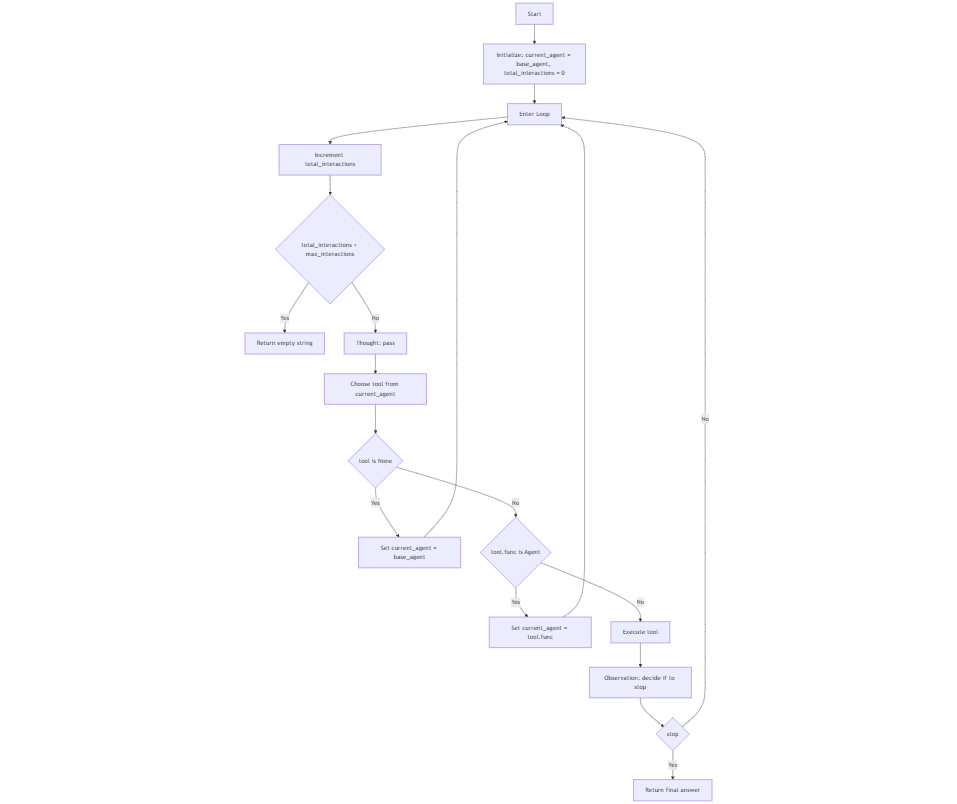 Start
Initialize: current_agent =
base_agent,
total_interactions = 0
Enter Loop
Increment
total_interactions
total_interactions
max_interactions
Yes
No
Return empty string
Thought: pass
Choose tool from
current_agent
tool is None
Yes
No
Set current_agent =
base_agent
tool.func is Agent
Yes
No
Set current_agent =
tool.func
Execute tool
Observation: decide if to
stop
No
stop
Yes
Return final answer